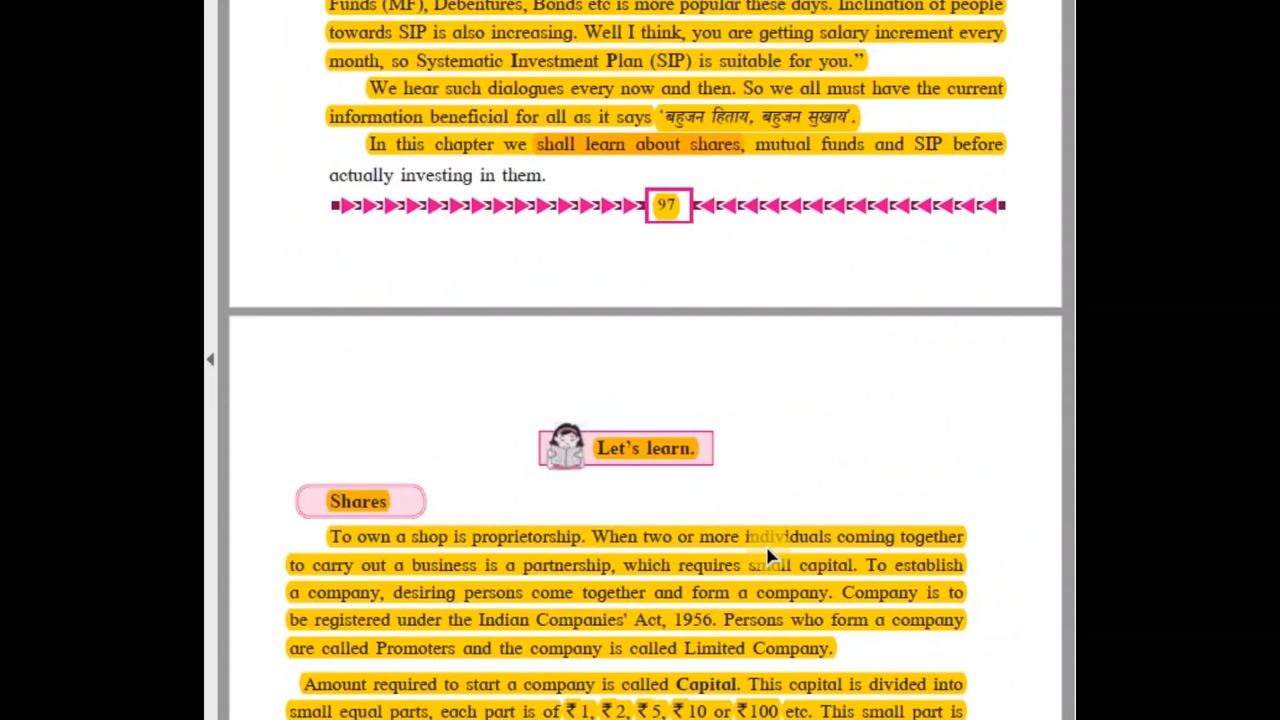 Funds (MF), Debentures, Bonds etc is more popular these days. Inclination of people
towards SIP is also increasing. Well I think, you are getting salary increment every
month, so Systematic Investment Plan (SIP) is suitable for you.”
We hear such dialogues every now and then. So we all must have the current
information beneficial for all as it says ‘बहुजन हिताय, बहुजन सुखाय’.
In this chapter we shall learn about shares, mutual funds and SIP before
actually investing in them.
97
Let’s learn.
Shares
To own a shop is proprietorship. When two or more individuals coming together
to carry out a business is a partnership, which requires small capital. To establish
a company, desiring persons come together and form a company. Company is to
be registered under the Indian Companies' Act, 1956. Persons who form a company
are called Promoters and the company is called Limited Company.
Amount required to start a company is called Capital. This capital is divided into
small equal parts, each part is of ₹ 1, ₹ 2, ₹ 5, ₹ 10 or ₹100 etc. This small part is